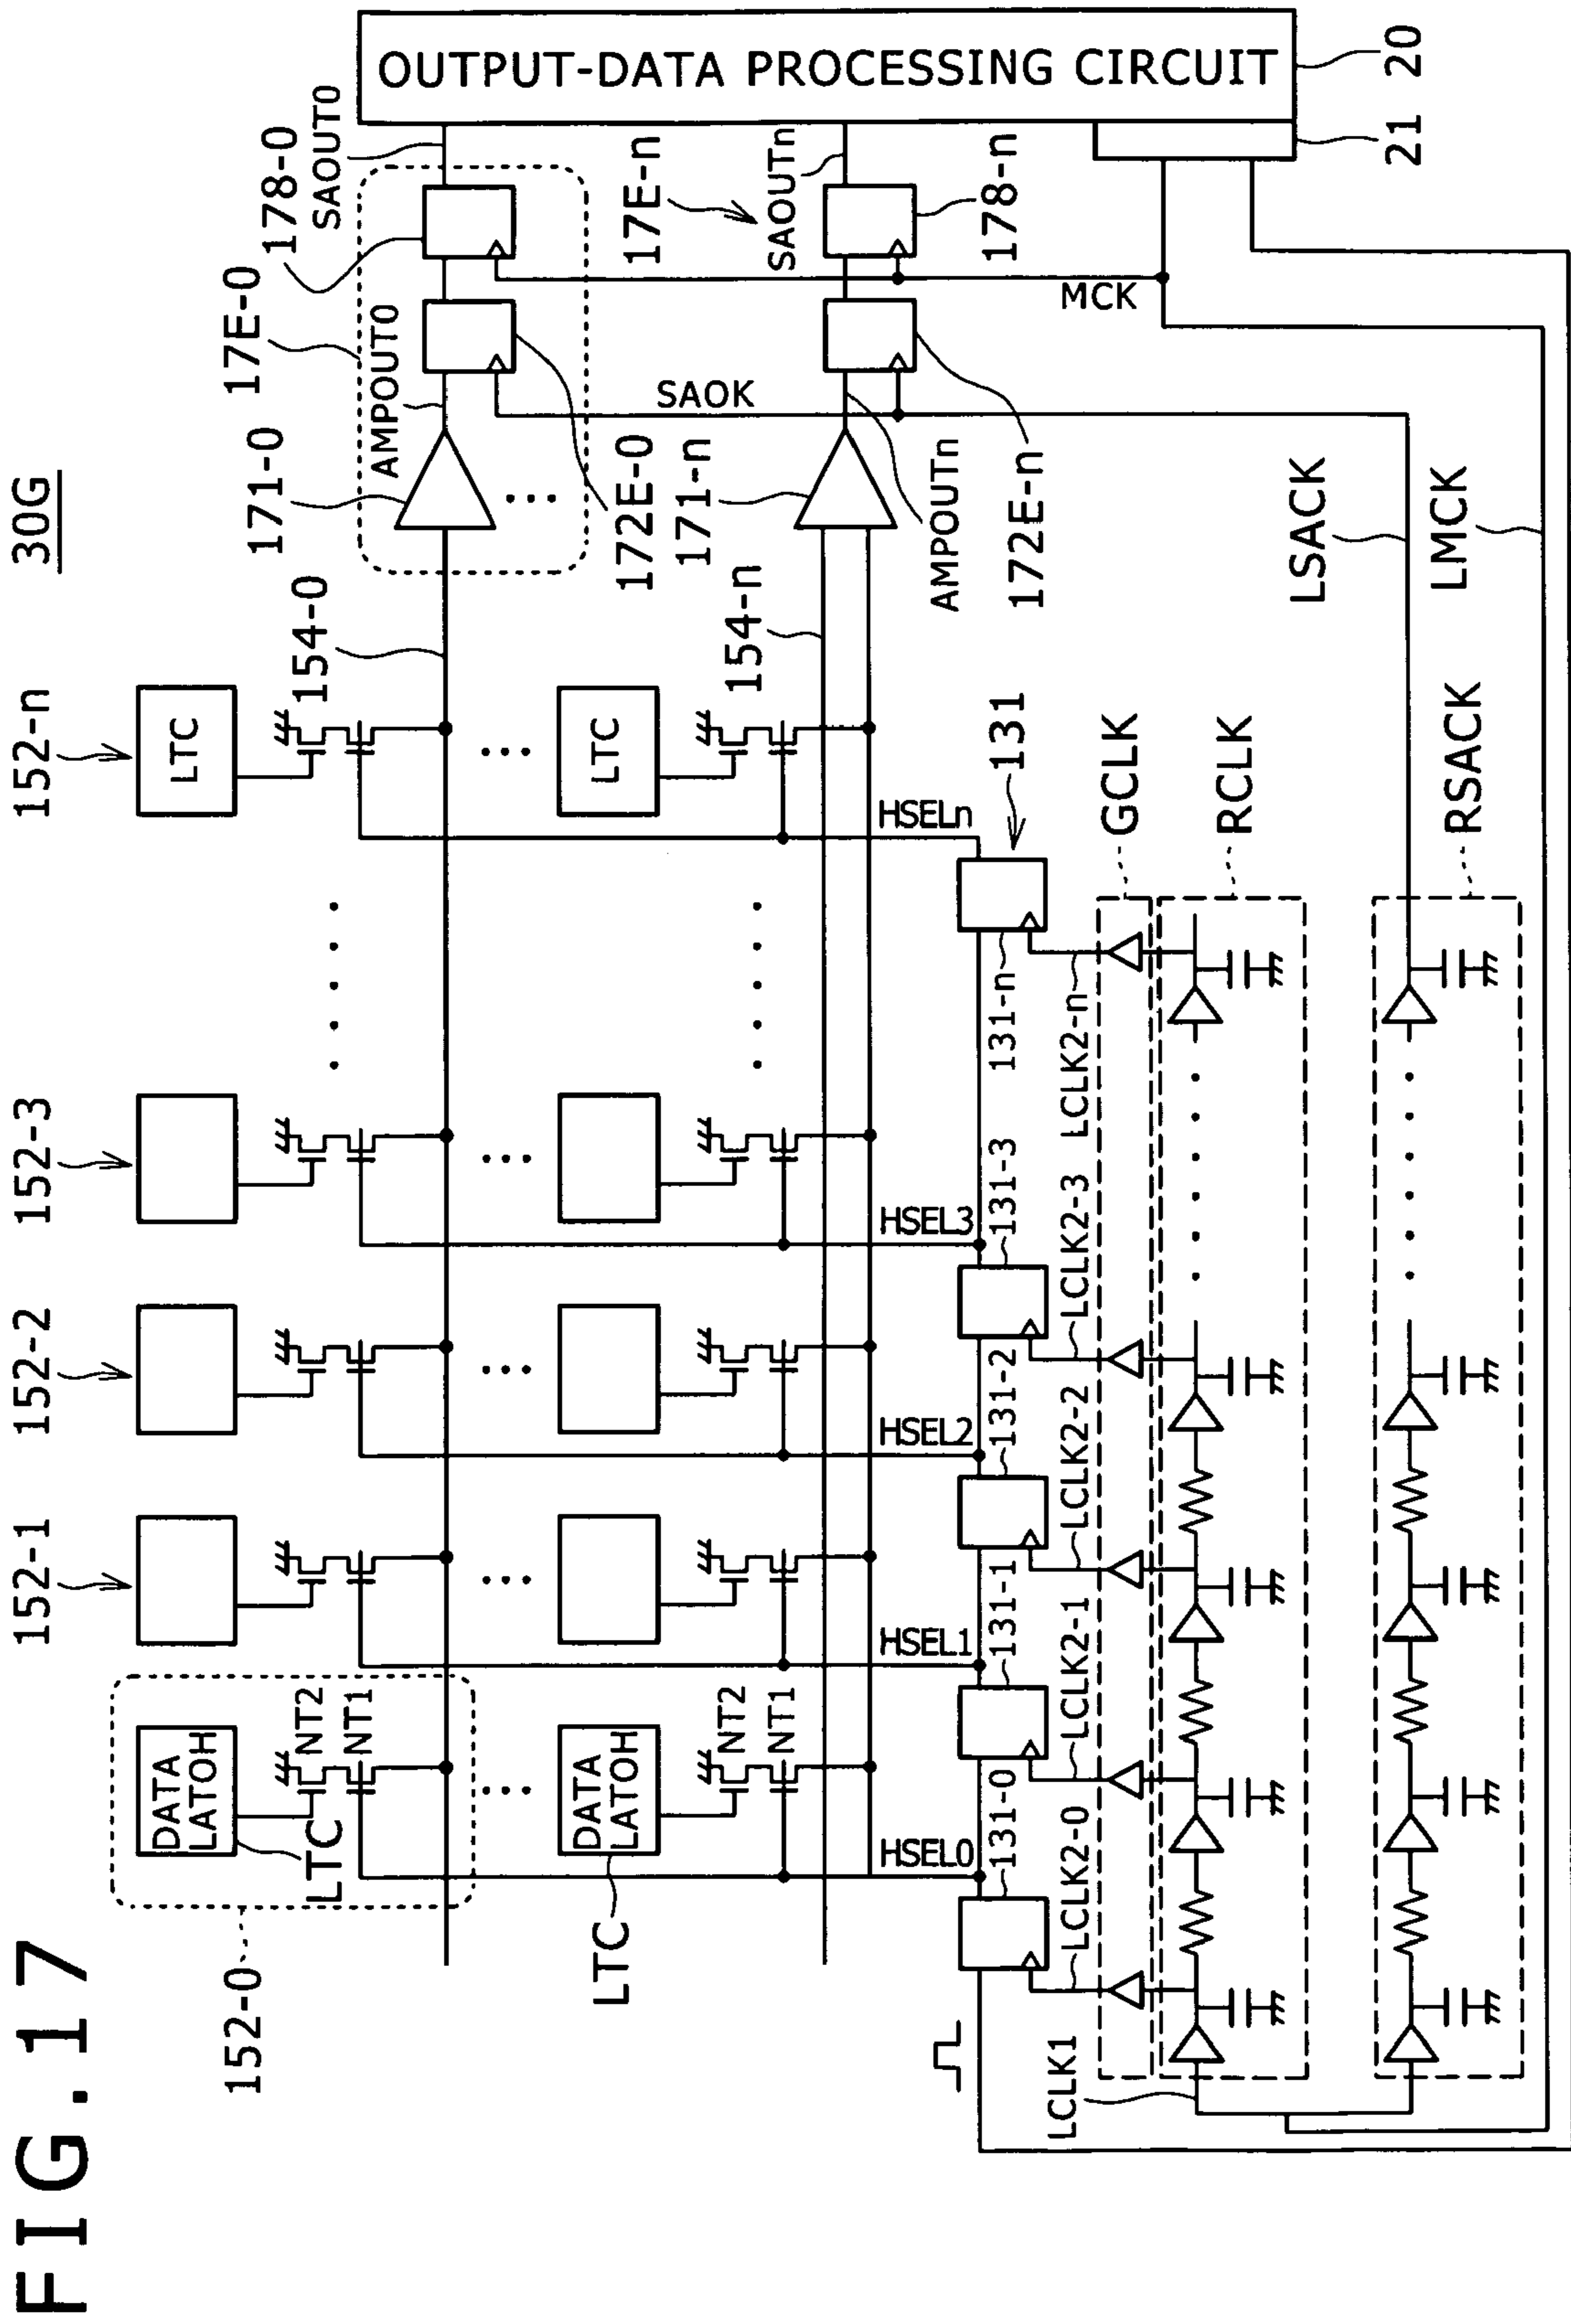 FIG. 17
30G
152-0
152-1
152-2
152-3
152-n
DATA
LATOH
LTC
NT2
NT1
LTC
154-0
171-0
17E-0
AMPOUT0
178-0
SAOUT0
172E-0
OUTPUT-DATA PROCESSING CIRCUIT
20
21
DATA
LATOH
LTC
NT2
NT1
LTC
154-n
171-n
AMPOUTn
172E-n
17E-n
SAOUTn
178-n
SAOK
MCK
HSEL0
HSEL1
HSEL2
HSEL3
HSELn
131-0
131-1
131-2
131-3
131-n
131
LCLK2-0
LCLK2-1
LCLK2-2
LCLK2-3
LCLK2-n
GCLK
RCLK
LCLK1
RSACK
LSACK
LMCK